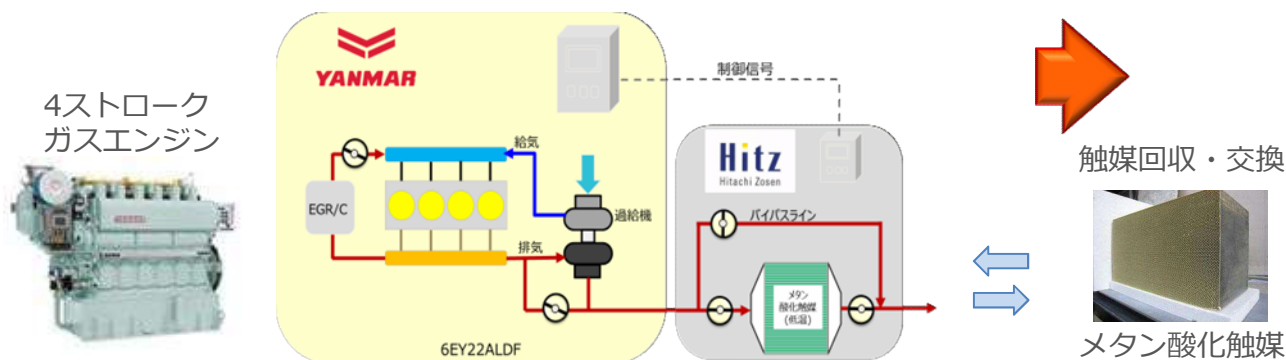 YANMAR
制御信号
4ストローク
ガスエンジン
Hitz
Hitachi Zosen
触媒回収・交換
給気
EGR/C
過給機
バイパスライン
排気
メタン
酸化触媒
(低温)
6EY22ALDF
メタン酸化触媒